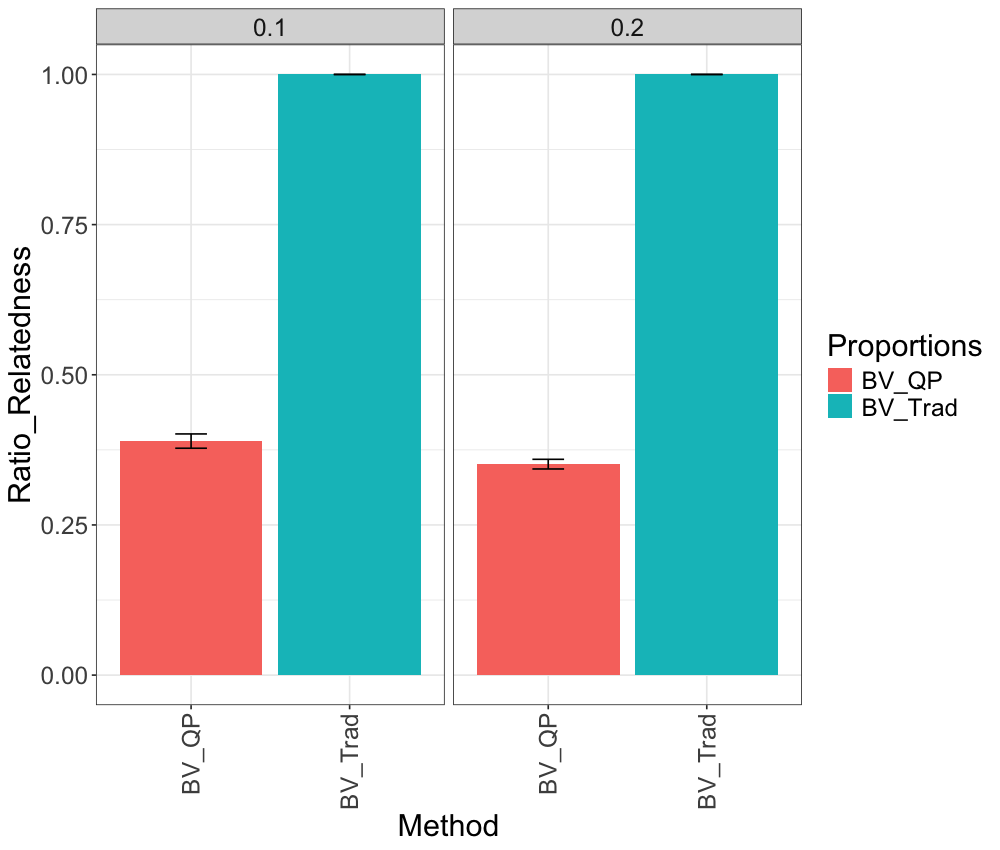 0.1
0.2
1.00
0.75
0.50
0.25
0.00
Ratio_Relatedness
BV_QP
BV_Trad
BV_QP
BV_Trad
Method
Proportions
BV_QP
BV_Trad